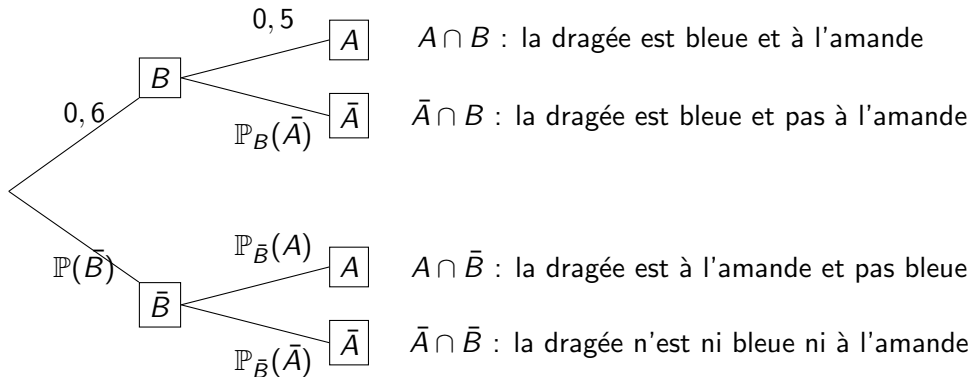 0, 5
A
A ∩ B : la dragée est bleue et à l'amande
B
0, 6
Ā
Ā ∩ B : la dragée est bleue et pas à l'amande
ℙ_B(Ā)
ℙ_B̄(A)
A
A ∩ B̄ : la dragée est à l'amande et pas bleue
ℙ(B̄)
B̄
Ā
Ā ∩ B̄ : la dragée n'est ni bleue ni à l'amande
ℙ_B̄(Ā)